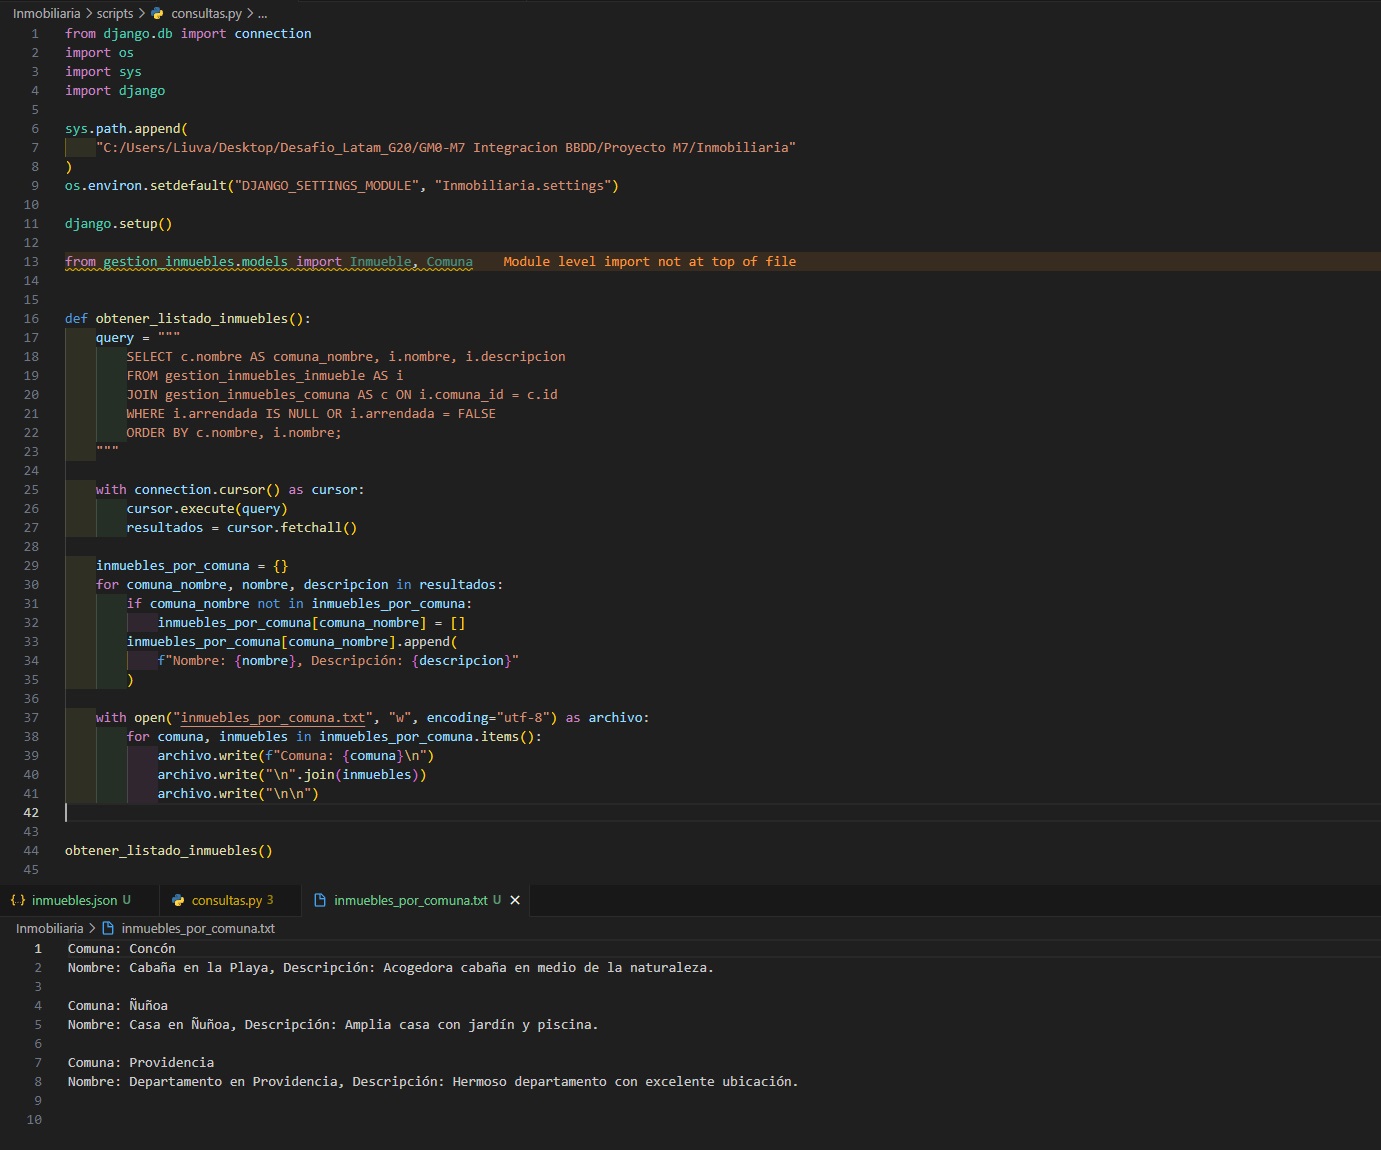 Inmobiliaria > scripts > consultas.py > ...
1 from django.db import connection
2 import os
3 import sys
4 import django
5
6 sys.path.append(
7     "C:/Users/Liuva/Desktop/Desafio_Latam_G20/GM0-M7 Integracion BBDD/Proyecto M7/Inmobiliaria"
8 )
9 os.environ.setdefault("DJANGO_SETTINGS_MODULE", "Inmobiliaria.settings")
10
11 django.setup()
12
13 from gestion_inmuebles.models import Inmueble, Comuna    Module level import not at top of file
14
15
16 def obtener_listado_inmuebles():
17     query = """
18         SELECT c.nombre AS comuna_nombre, i.nombre, i.descripcion
19         FROM gestion_inmuebles_inmueble AS i
20         JOIN gestion_inmuebles_comuna AS c ON i.comuna_id = c.id
21         WHERE i.arrendada IS NULL OR i.arrendada = FALSE
22         ORDER BY c.nombre, i.nombre;
23     """
24
25     with connection.cursor() as cursor:
26         cursor.execute(query)
27         resultados = cursor.fetchall()
28
29     inmuebles_por_comuna = {}
30     for comuna_nombre, nombre, descripcion in resultados:
31         if comuna_nombre not in inmuebles_por_comuna:
32             inmuebles_por_comuna[comuna_nombre] = []
33         inmuebles_por_comuna[comuna_nombre].append(
34             f"Nombre: {nombre}, Descripción: {descripcion}"
35         )
36
37     with open("inmuebles_por_comuna.txt", "w", encoding="utf-8") as archivo:
38         for comuna, inmuebles in inmuebles_por_comuna.items():
39             archivo.write(f"Comuna: {comuna}\n")
40             archivo.write("\n".join(inmuebles))
41             archivo.write("\n\n")
42
43
44 obtener_listado_inmuebles()
45
{..} inmuebles.json U    consultas.py 3    inmuebles_por_comuna.txt U ×
Inmobiliaria > inmuebles_por_comuna.txt
1 Comuna: Concón
2 Nombre: Cabaña en la Playa, Descripción: Acogedora cabaña en medio de la naturaleza.
3
4 Comuna: Ñuñoa
5 Nombre: Casa en Ñuñoa, Descripción: Amplia casa con jardín y piscina.
6
7 Comuna: Providencia
8 Nombre: Departamento en Providencia, Descripción: Hermoso departamento con excelente ubicación.
9
10